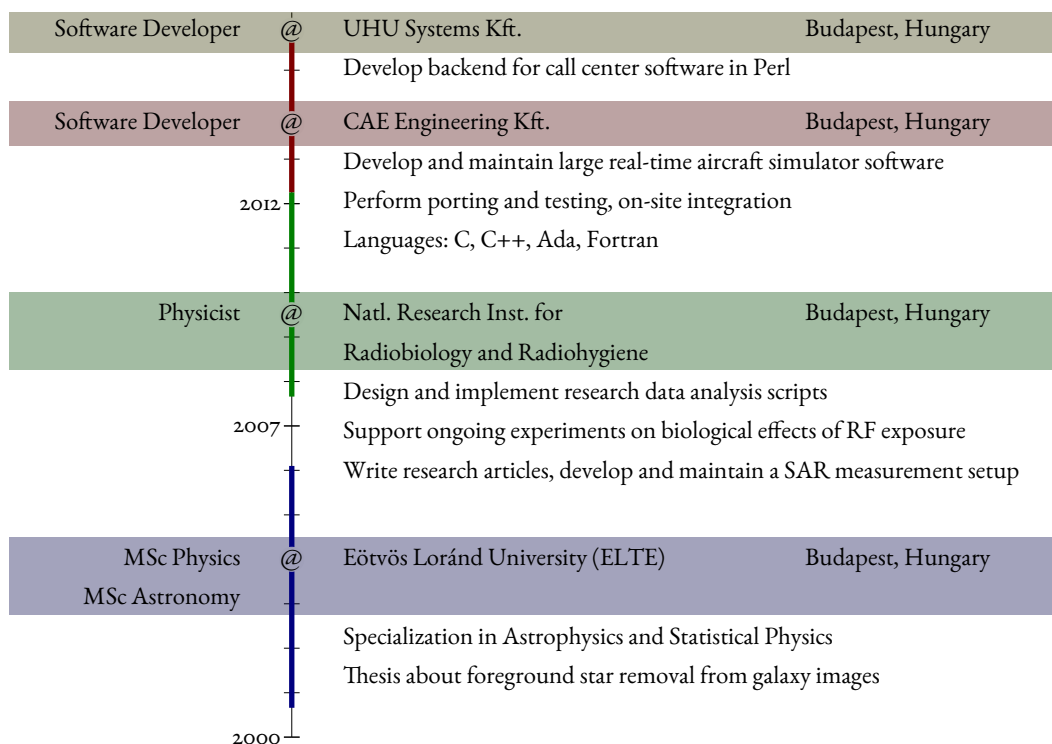 Software Developer @ UHU Systems Kft. Budapest, Hungary
Develop backend for call center software in Perl
Software Developer @ CAE Engineering Kft. Budapest, Hungary
Develop and maintain large real-time aircraft simulator software
2012 Perform porting and testing, on-site integration
Languages: C, C++, Ada, Fortran
Physicist @ Natl. Research Inst. for Budapest, Hungary
Radiobiology and Radiohygiene
Design and implement research data analysis scripts
2007 Support ongoing experiments on biological effects of RF exposure
Write research articles, develop and maintain a SAR measurement setup
MSc Physics @ Eötvös Loránd University (ELTE) Budapest, Hungary
MSc Astronomy
Specialization in Astrophysics and Statistical Physics
Thesis about foreground star removal from galaxy images
2000